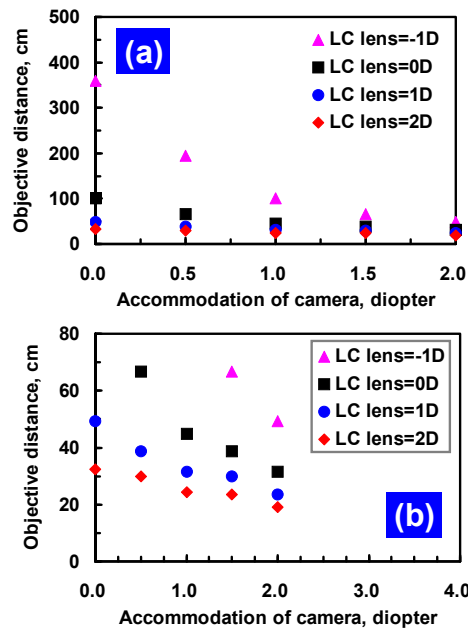 500
400
300
200
100
0
Objective distance, cm
(a)
LC lens=-1D
LC lens=0D
LC lens=1D
LC lens=2D
0.0 0.5 1.0 1.5 2.0
Accommodation of camera, diopter
80
60
40
20
0
Objective distance, cm
LC lens=-1D
LC lens=0D
LC lens=1D
LC lens=2D
(b)
0.0 1.0 2.0 3.0 4.0
Accommodation of camera, diopter